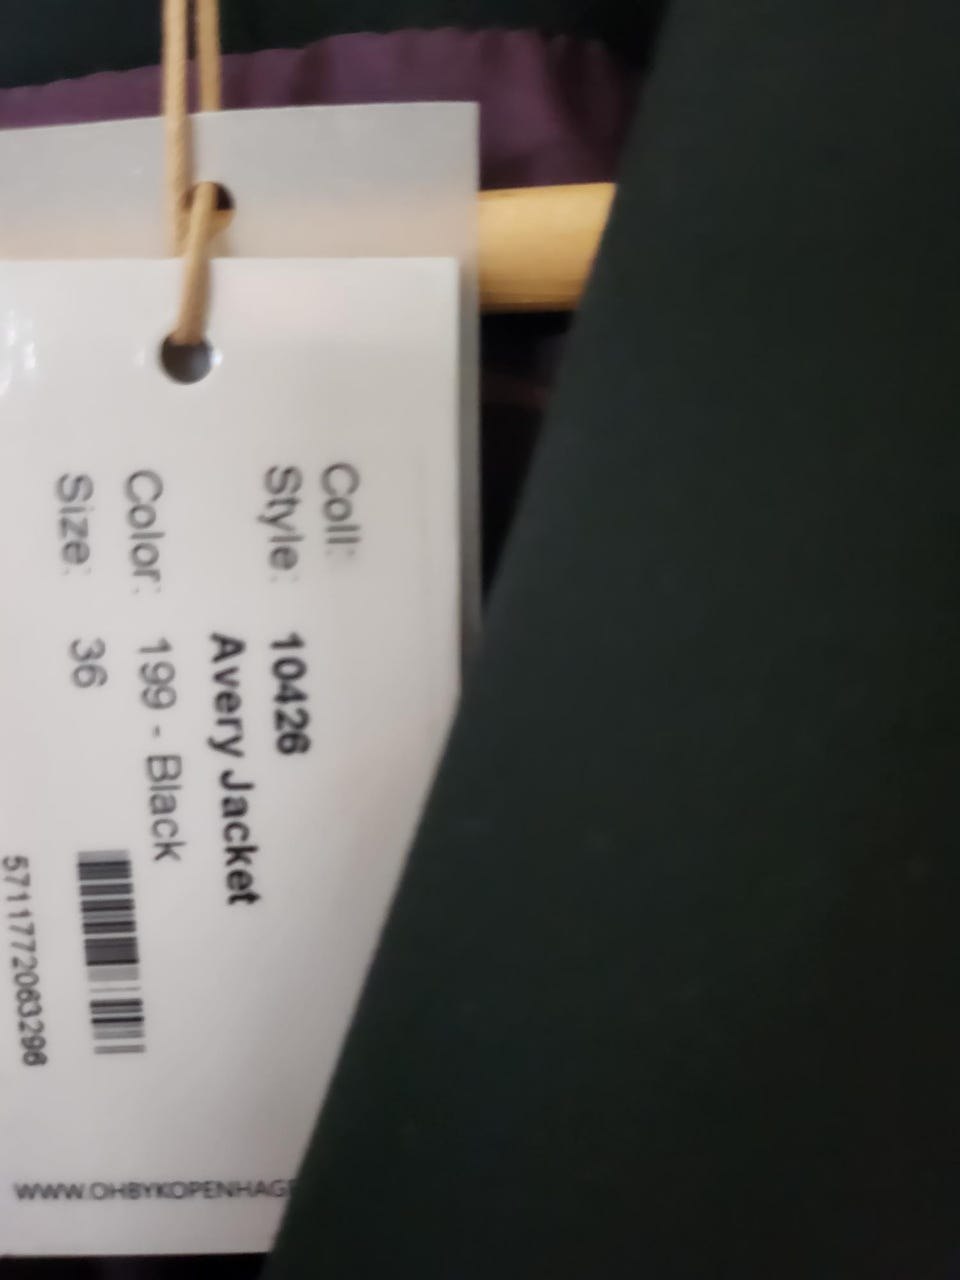 Coll:
Style: 10426
Avery Jacket
Color: 199 - Black
Size: 36
5711772063296
WWW.OHBYKOPENHAG